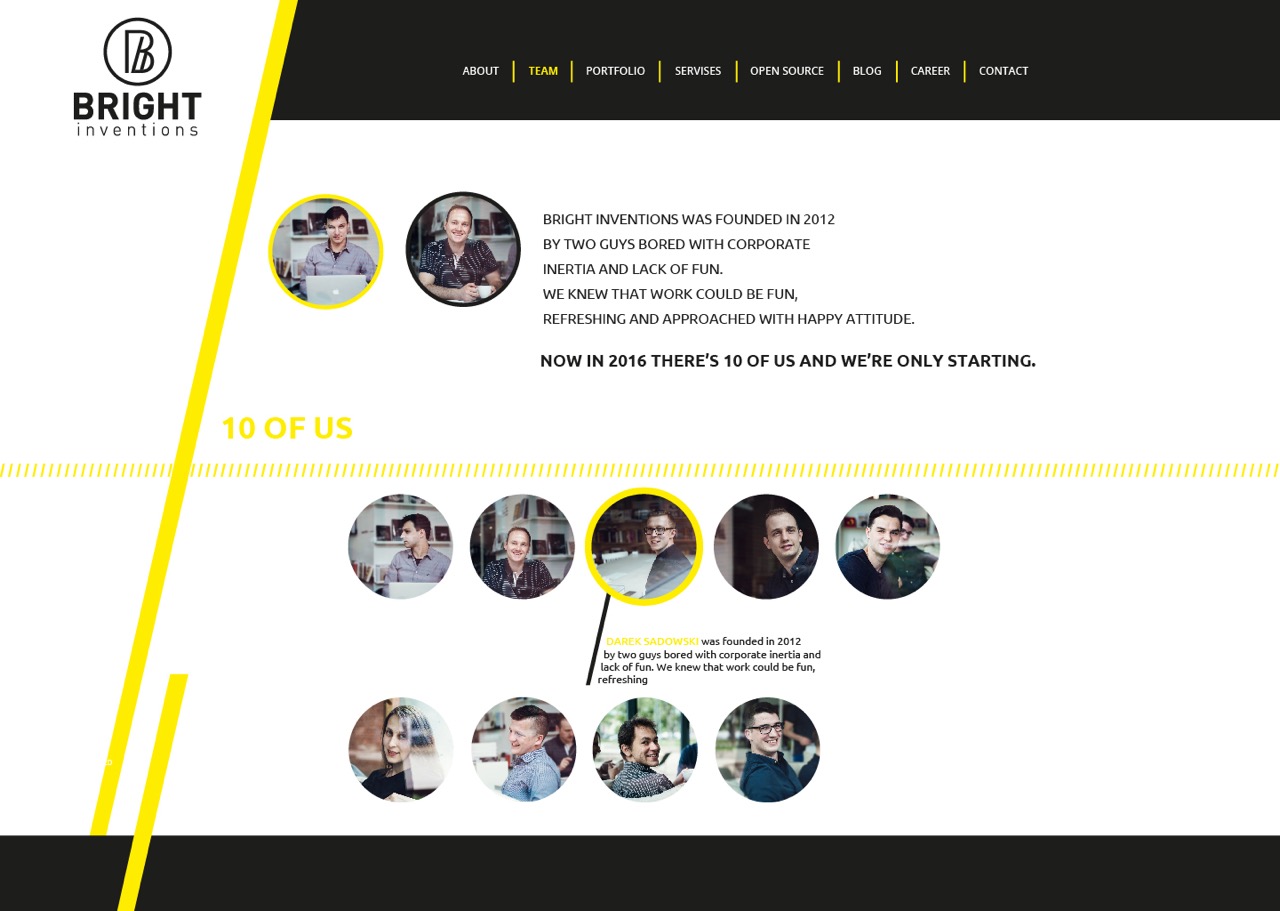 BRIGHT
inventions
ABOUT TEAM PORTFOLIO SERVISES OPEN SOURCE BLOG CAREER CONTACT
BRIGHT INVENTIONS WAS FOUNDED IN 2012
BY TWO GUYS BORED WITH CORPORATE
INERTIA AND LACK OF FUN.
WE KNEW THAT WORK COULD BE FUN,
REFRESHING AND APPROACHED WITH HAPPY ATTITUDE.
NOW IN 2016 THERE’S 10 OF US AND WE’RE ONLY STARTING.
10 OF US
DAREK SADOWSKI was founded in 2012
by two guys bored with corporate inertia and
lack of fun. We knew that work could be fun,
refreshing